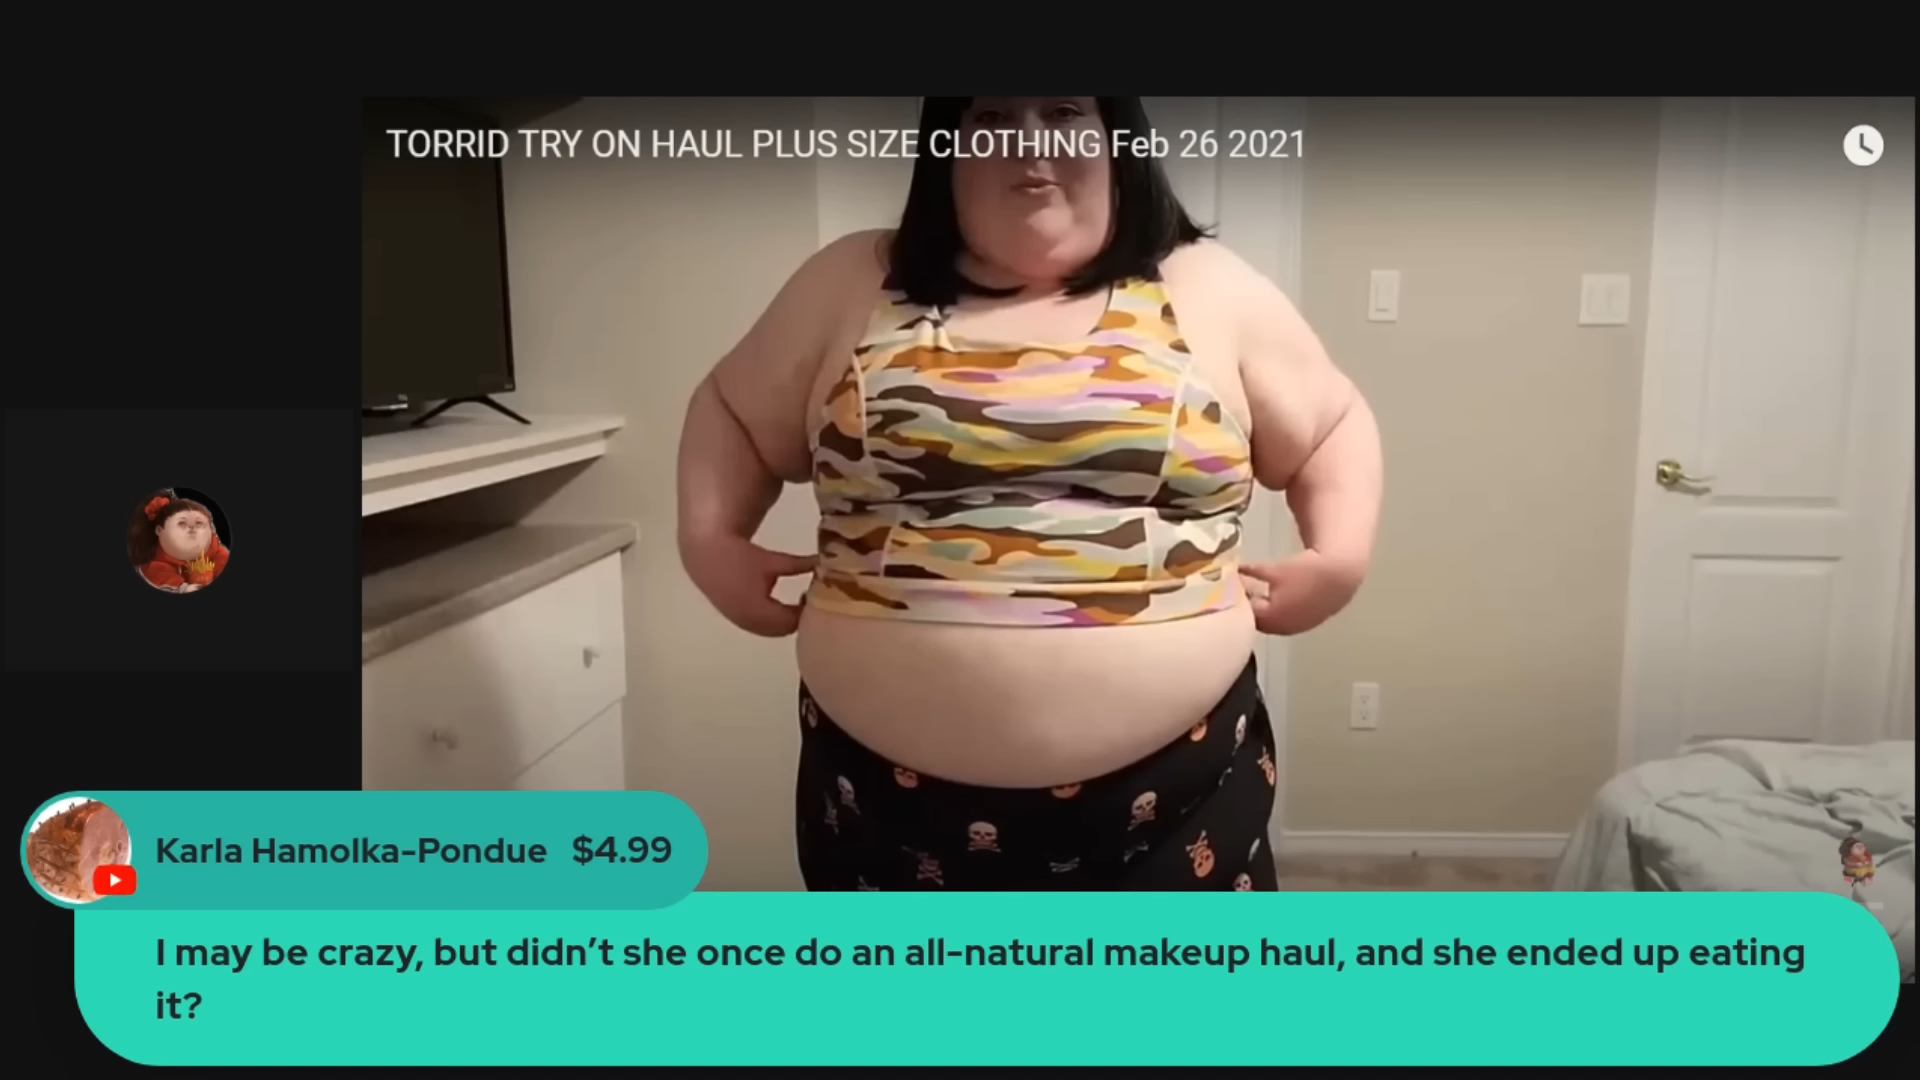 TORRID TRY ON HAUL PLUS SIZE CLOTHING Feb 26 2021
Karla Hamolka-Pondue $4.99
I may be crazy, but didn't she once do an all-natural makeup haul, and she ended up eating
it?